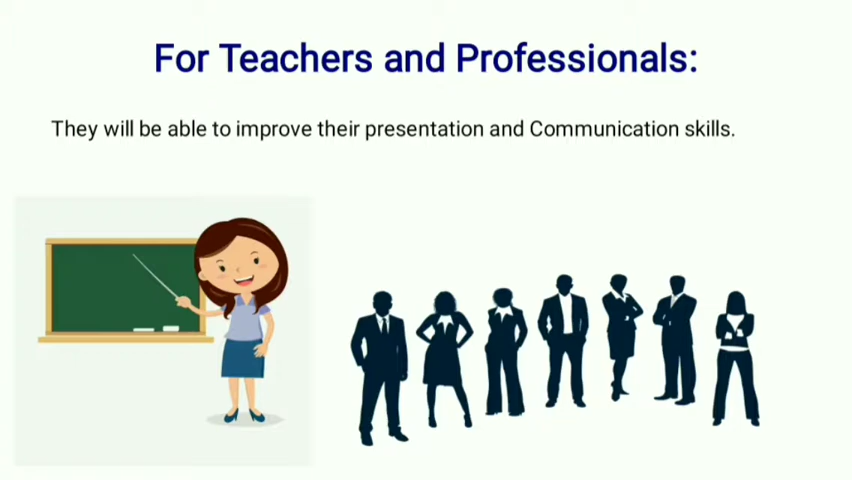 For Teachers and Professionals:
They will be able to improve their presentation and Communication skills.